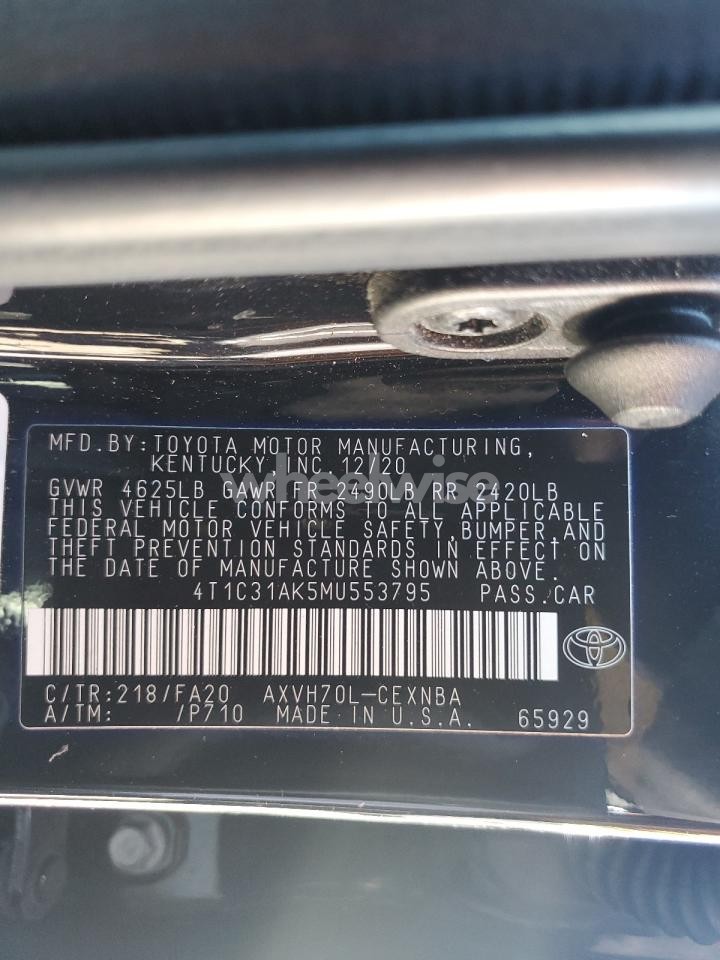 MFD.BY:TOYOTA MOTOR MANUFACTURING,
KENTUCKY,INC.12/20
GVWR 4625LB GAWR FR 2490LB RR 2420LB
THIS VEHICLE CONFORMS TO ALL APPLICABLE
FEDERAL MOTOR VEHICLE SAFETY,BUMPER,AND
THEFT PREVENTION STANDARDS IN EFFECT ON
THE DATE OF MANUFACTURE SHOWN ABOVE.
4T1C31AK5MU553795 PASS.CAR
C/TR:218/FA20 AXVH70L-CEXNBA
A/TM: /P710 MADE IN U.S.A. 65929
wheelwise